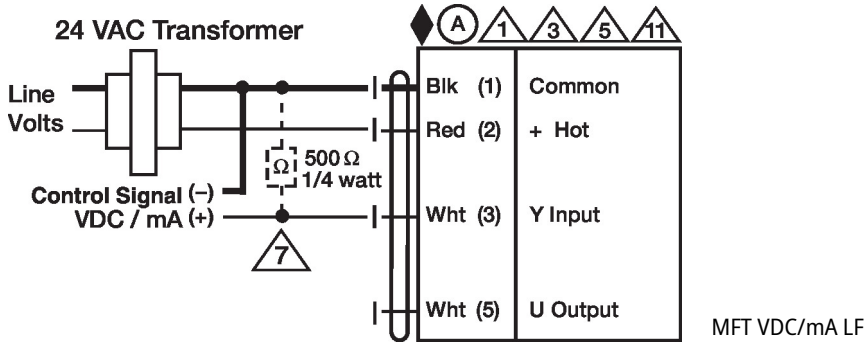 24 VAC Transformer
A 1 3 5 11
Line
Volts
Blk (1) Common
Red (2) + Hot
Ω 500 Ω
1/4 watt
Control Signal (–)
VDC / mA (+)
Wht (3) Y Input
7
Wht (5) U Output
MFT VDC/mA LF